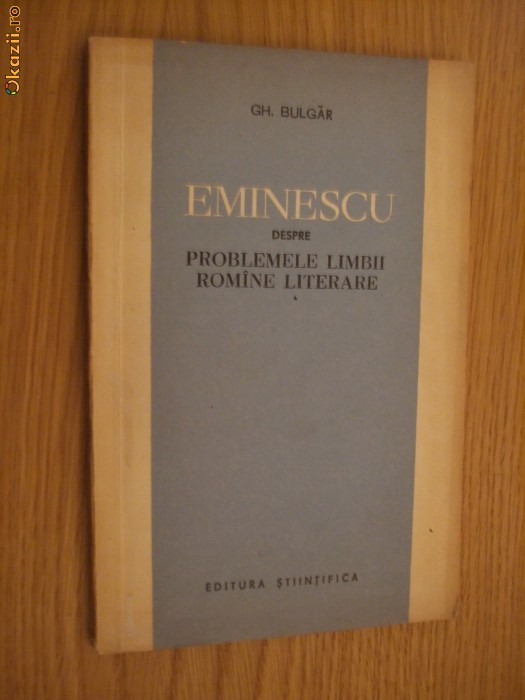 Okazii.ro
GH. BULGĂR
EMINESCU
DESPRE
PROBLEMELE LIMBII
ROMÎNE LITERARE
EDITURA ȘTIINȚIFICA